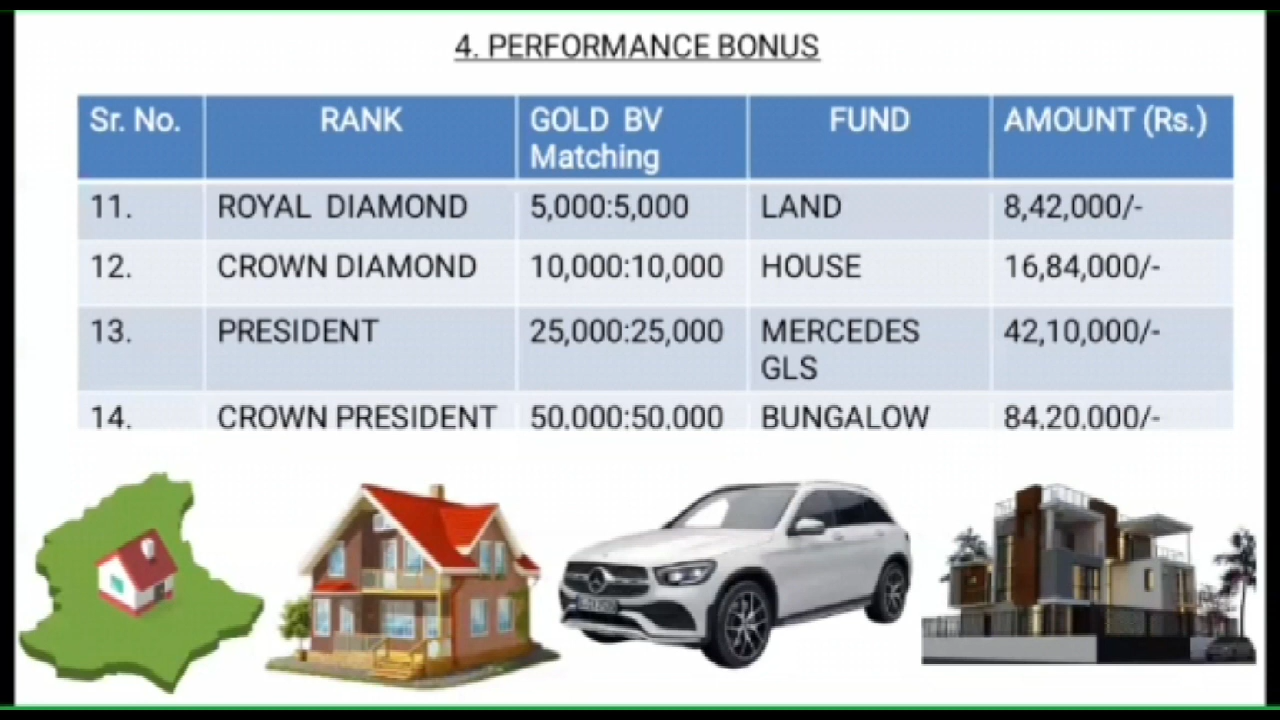 4. PERFORMANCE BONUS
Sr. No. RANK GOLD BV Matching FUND AMOUNT (Rs.)
11. ROYAL DIAMOND 5,000:5,000 LAND 8,42,000/-
12. CROWN DIAMOND 10,000:10,000 HOUSE 16,84,000/-
13. PRESIDENT 25,000:25,000 MERCEDES GLS 42,10,000/-
14. CROWN PRESIDENT 50,000:50,000 BUNGALOW 84,20,000/-